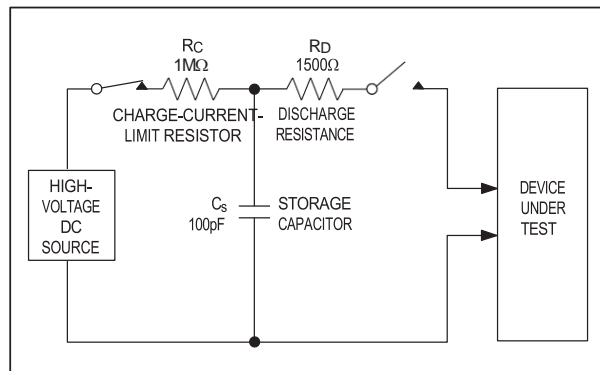 RC
1MΩ
CHARGE-CURRENT-
LIMIT RESISTOR
RD
1500Ω
DISCHARGE
RESISTANCE
HIGH-
VOLTAGE
DC
SOURCE
Cs
100pF
STORAGE
CAPACITOR
DEVICE
UNDER
TEST